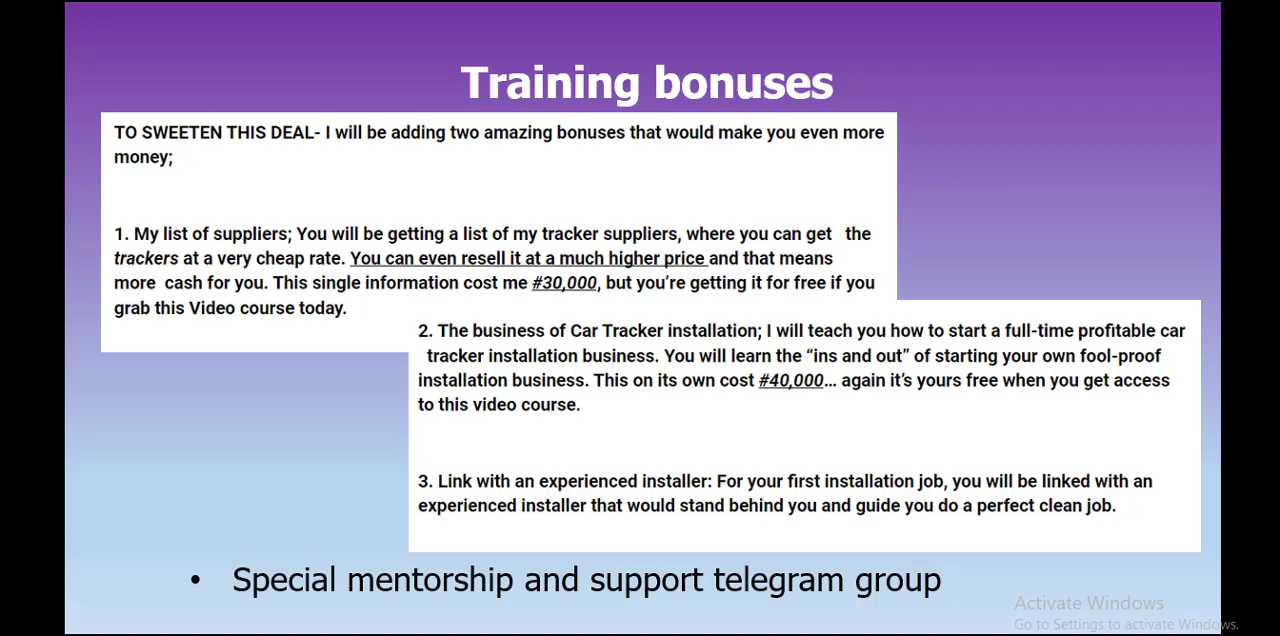 Training bonuses
TO SWEETEN THIS DEAL- I will be adding two amazing bonuses that would make you even more
money;
1. My list of suppliers; You will be getting a list of my tracker suppliers, where you can get the
trackers at a very cheap rate. You can even resell it at a much higher price and that means
more cash for you. This single information cost me #30,000, but you’re getting it for free if you
grab this Video course today.
2. The business of Car Tracker installation; I will teach you how to start a full-time profitable car
tracker installation business. You will learn the “ins and out” of starting your own fool-proof
installation business. This on its own cost #40,000… again it’s yours free when you get access
to this video course.
3. Link with an experienced installer: For your first installation job, you will be linked with an
experienced installer that would stand behind you and guide you do a perfect clean job.
• Special mentorship and support telegram group
Activate Windows
Go to Settings to activate Windows.